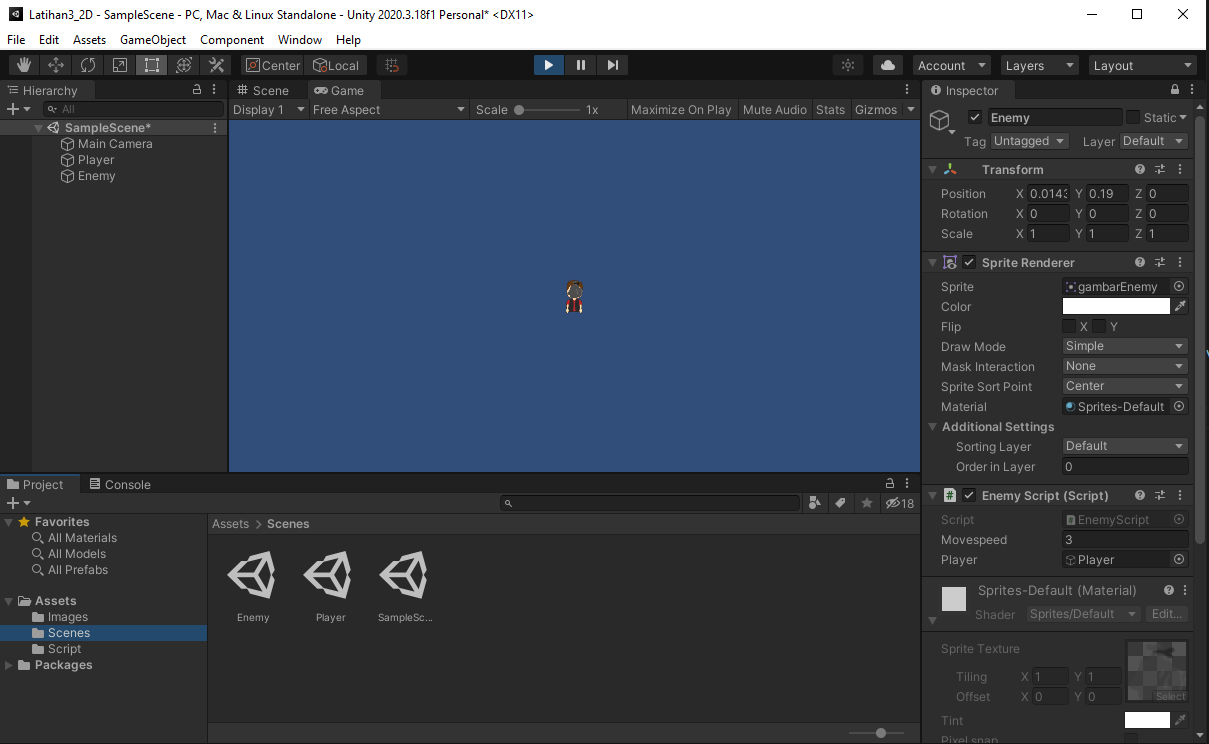 Latihan3_2D - SampleScene - PC, Mac & Linux Standalone - Unity 2020.3.18f1 Personal* <DX11>
File Edit Assets GameObject Component Window Help
Center Local Account Layers Layout
Hierarchy
All
SampleScene*
Main Camera
Player
Enemy
Scene Game
Display 1 Free Aspect Scale 1x Maximize On Play Mute Audio Stats Gizmos
Inspector
Enemy Static
Tag Untagged Layer Default
Transform
Position X 0.0143 Y 0.19 Z 0
Rotation X 0 Y 0 Z 0
Scale X 1 Y 1 Z 1
Sprite Renderer
Sprite gambarEnemy
Color
Flip X Y
Draw Mode Simple
Mask Interaction None
Sprite Sort Point Center
Material Sprites-Default
Additional Settings
Sorting Layer Default
Order in Layer 0
Enemy Script (Script)
Script EnemyScript
Movespeed 3
Player Player
Sprites-Default (Material)
Shader Sprites/Default Edit...
Sprite Texture
Tiling X 1 Y 1
Offset X 0 Y 0
Select
Tint
Pixel snap
Project Console
18
Favorites
All Materials
All Models
All Prefabs
Assets
Images
Scenes
Script
Packages
Assets > Scenes
Enemy Player SampleSc...